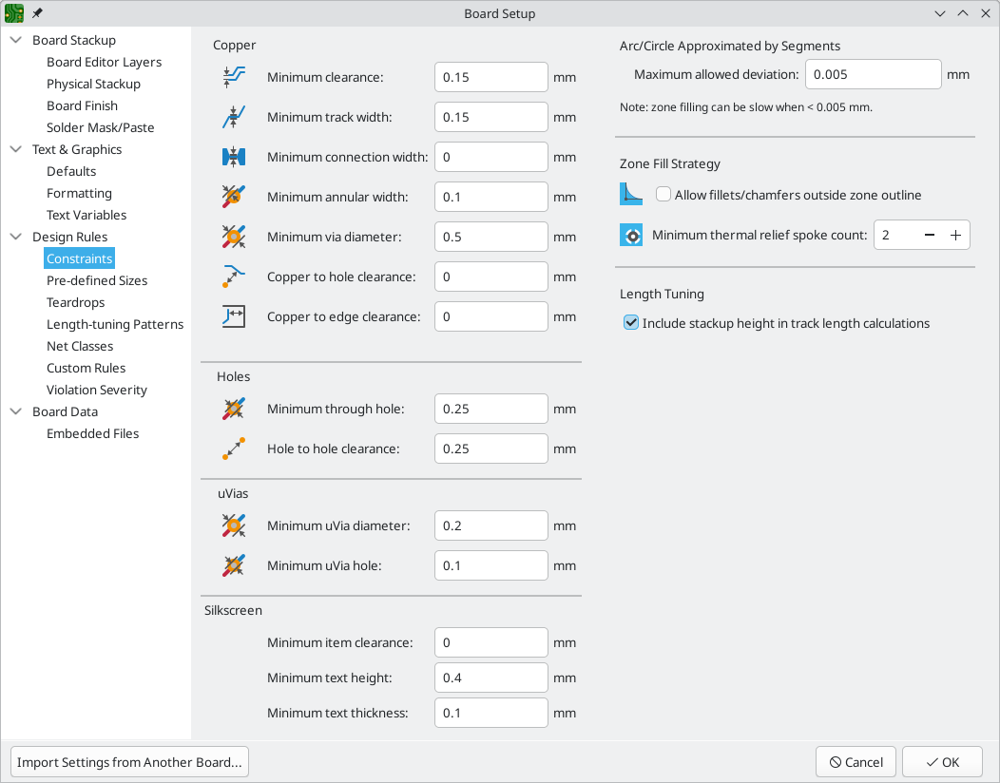 Board Setup
Board Stackup
Board Editor Layers
Physical Stackup
Board Finish
Solder Mask/Paste
Text & Graphics
Defaults
Formatting
Text Variables
Design Rules
Constraints
Pre-defined Sizes
Teardrops
Length-tuning Patterns
Net Classes
Custom Rules
Violation Severity
Board Data
Embedded Files
Copper
Minimum clearance: 0.15 mm
Minimum track width: 0.15 mm
Minimum connection width: 0 mm
Minimum annular width: 0.1 mm
Minimum via diameter: 0.5 mm
Copper to hole clearance: 0 mm
Copper to edge clearance: 0 mm
Holes
Minimum through hole: 0.25 mm
Hole to hole clearance: 0.25 mm
uVias
Minimum uVia diameter: 0.2 mm
Minimum uVia hole: 0.1 mm
Silkscreen
Minimum item clearance: 0 mm
Minimum text height: 0.4 mm
Minimum text thickness: 0.1 mm
Arc/Circle Approximated by Segments
Maximum allowed deviation: 0.005 mm
Note: zone filling can be slow when < 0.005 mm.
Zone Fill Strategy
Allow fillets/chamfers outside zone outline
Minimum thermal relief spoke count: 2 − +
Length Tuning
Include stackup height in track length calculations
Import Settings from Another Board... Cancel OK